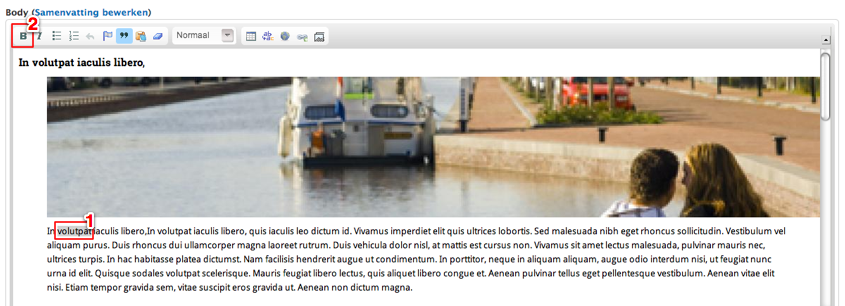 Body (Samenvatting bewerken)
2
B I Normaal
In volutpat iaculis libero,
1
In volutpat iaculis libero,In volutpat iaculis libero, quis iaculis leo dictum id. Vivamus imperdiet elit quis ultrices lobortis. Sed malesuada nibh eget rhoncus sollicitudin. Vestibulum vel
aliquam purus. Duis rhoncus dui ullamcorper magna laoreet rutrum. Duis vehicula dolor nisl, at mattis est cursus non. Vivamus sit amet lectus malesuada, pulvinar mauris nec,
ultrices turpis. In hac habitasse platea dictumst. Nam facilisis hendrerit augue ut condimentum. In porttitor, neque in aliquam aliquam, augue odio interdum nisi, ut feugiat nunc
urna id elit. Quisque sodales volutpat scelerisque. Mauris feugiat libero lectus, quis aliquet libero congue et. Aenean pulvinar tellus eget pellentesque vestibulum. Aenean vitae elit
nisi. Etiam tempor gravida sem, vitae suscipit eros gravida ut. Aenean non dictum magna.